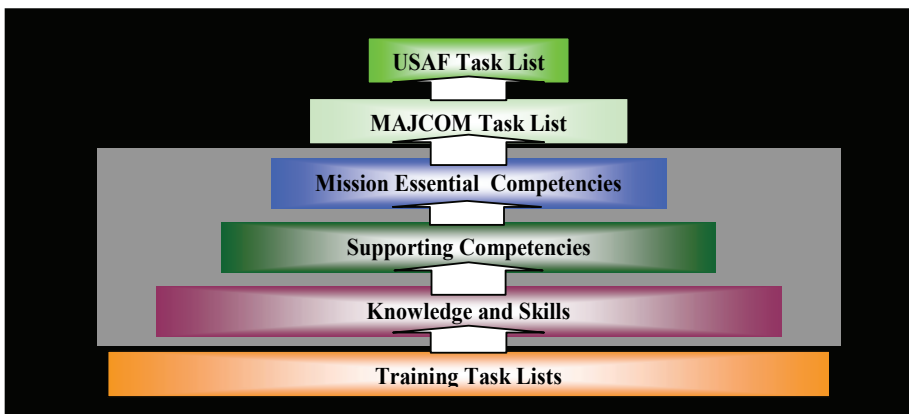 USAF Task List
MAJCOM Task List
Mission Essential Competencies
Supporting Competencies
Knowledge and Skills
Training Task Lists